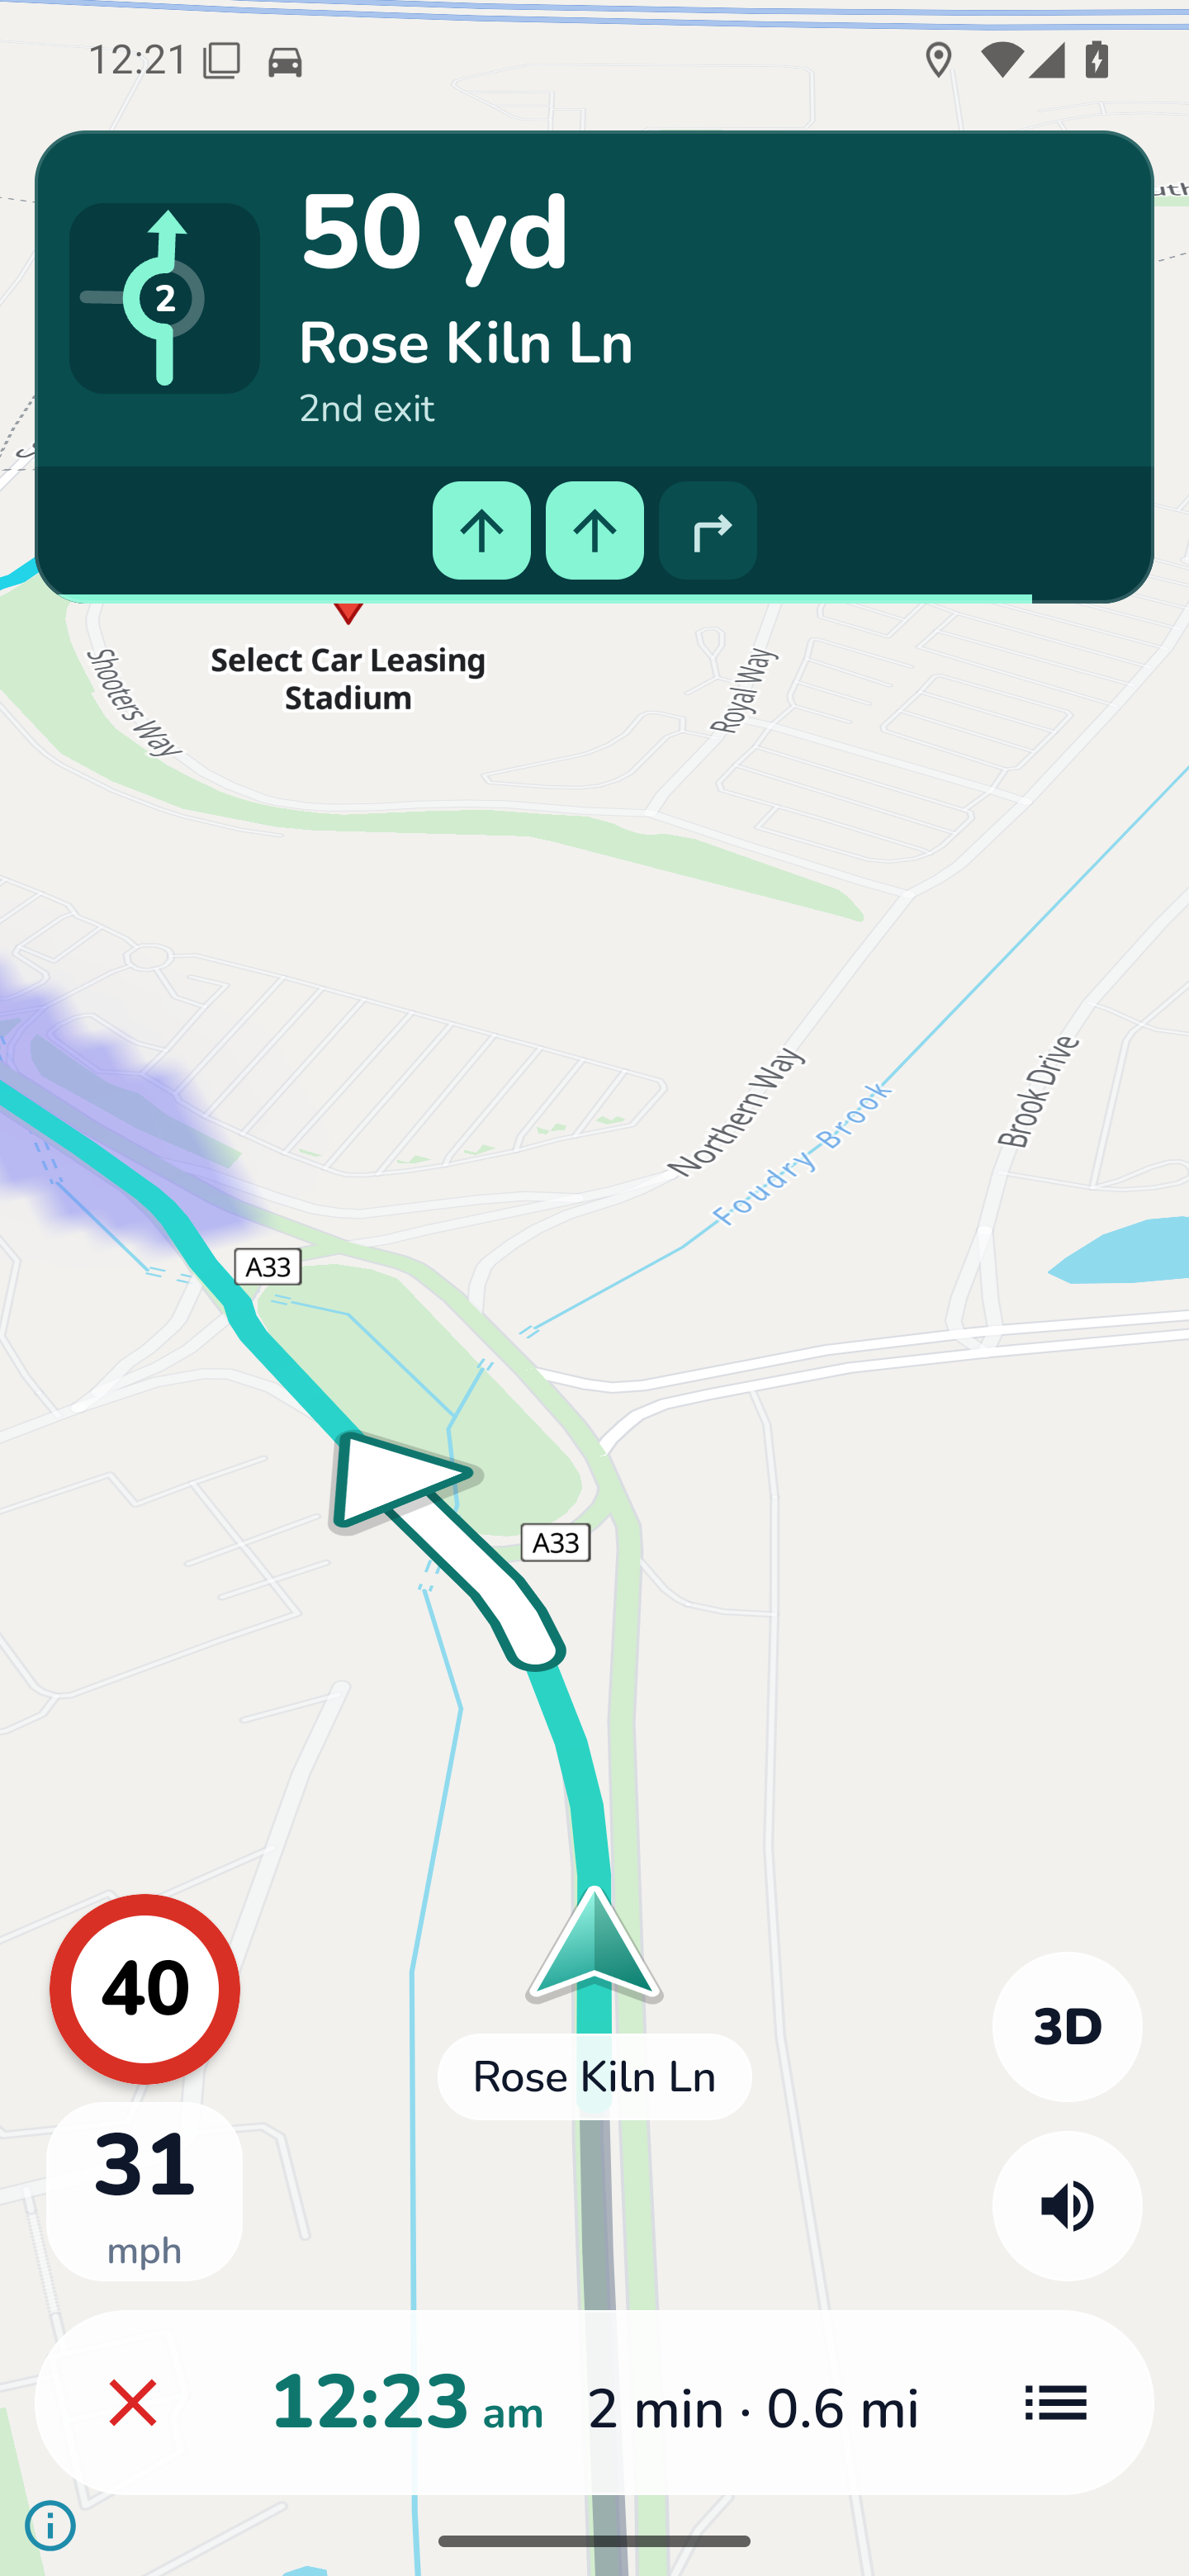 12:21
50 yd
2
Rose Kiln Ln
2nd exit
Select Car Leasing
Stadium
Shooters Way
Royal Way
Northern Way
Foudry Brook
Brook Drive
A33
A33
40
3D
Rose Kiln Ln
31
mph
12:23 am 2 min · 0.6 mi